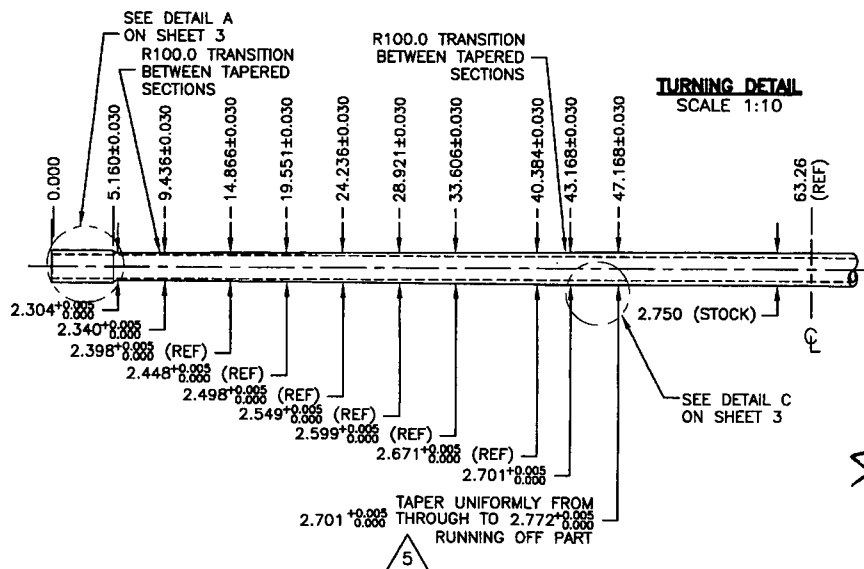 SEE DETAIL A
ON SHEET 3
R100.0 TRANSITION
BETWEEN TAPERED
SECTIONS
R100.0 TRANSITION
BETWEEN TAPERED
SECTIONS
TURNING DETAIL
SCALE 1:10
0.000
5.160±0.030
9.436±0.030
14.866±0.030
19.551±0.030
24.236±0.030
28.921±0.030
33.606±0.030
40.384±0.030
43.168±0.030
47.168±0.030
63.26
(REF)
2.304+0.005 0.000
2.340+0.005 0.000
2.398+0.005 0.000 (REF)
2.448+0.005 0.000 (REF)
2.498+0.005 0.000 (REF)
2.549+0.005 0.000 (REF)
2.599+0.005 0.000 (REF)
2.671+0.005 0.000 (REF)
2.701+0.005 0.000
2.750 (STOCK)
SEE DETAIL C
ON SHEET 3
TAPER UNIFORMLY FROM
2.701 +0.005 0.000 THROUGH TO 2.772+0.005 0.000
RUNNING OFF PART
5